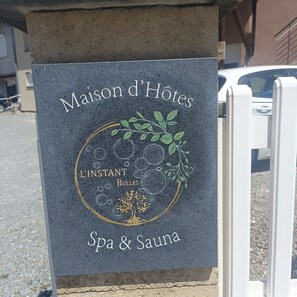 Maison d'Hôtes
L'INSTANT
BULLES
Spa & Sauna